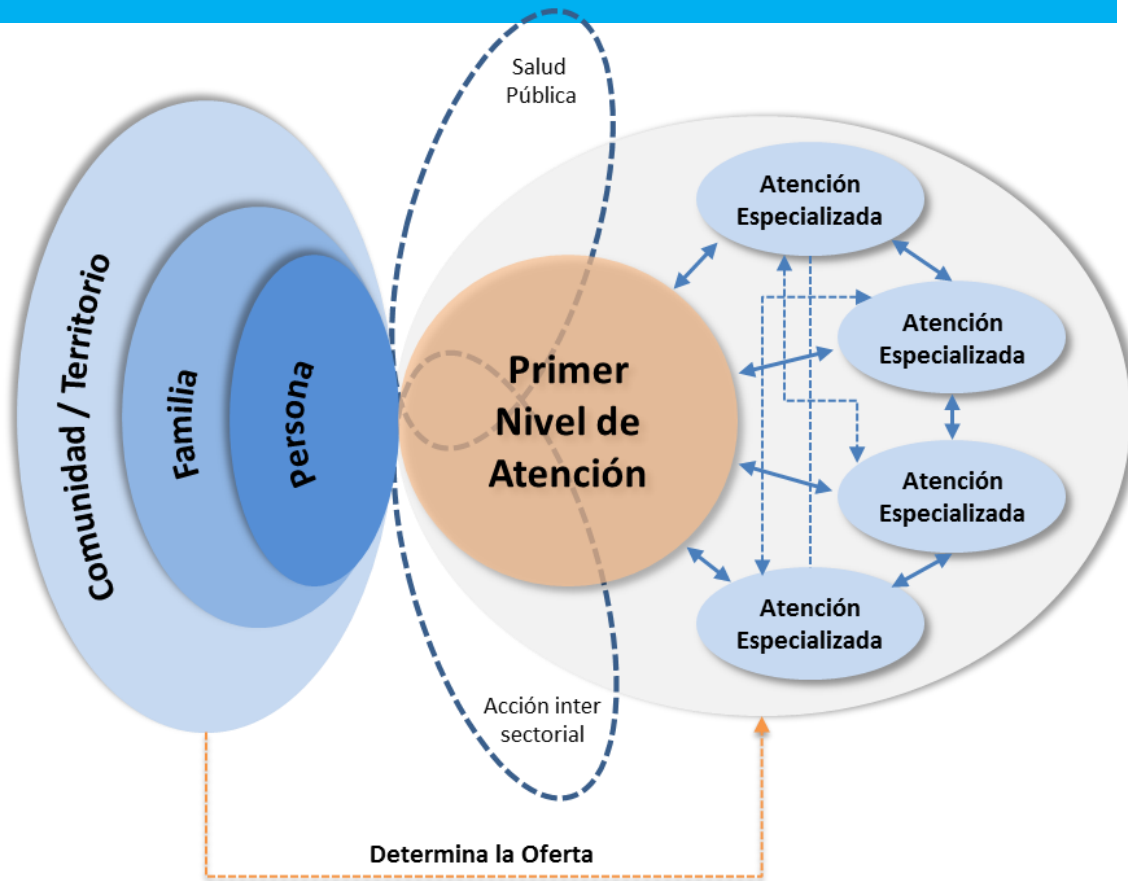 Salud
Pública
Comunidad / Territorio
Familia
Persona
Primer
Nivel de
Atención
Atención
Especializada
Atención
Especializada
Atención
Especializada
Atención
Especializada
Acción inter
sectorial
Determina la Oferta